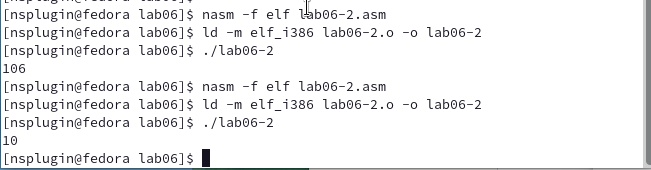 [nsplugin@fedora lab06]$ nasm -f elf lab06-2.asm
[nsplugin@fedora lab06]$ ld -m elf_i386 lab06-2.o -o lab06-2
[nsplugin@fedora lab06]$ ./lab06-2
106
[nsplugin@fedora lab06]$ nasm -f elf lab06-2.asm
[nsplugin@fedora lab06]$ ld -m elf_i386 lab06-2.o -o lab06-2
[nsplugin@fedora lab06]$ ./lab06-2
10
[nsplugin@fedora lab06]$